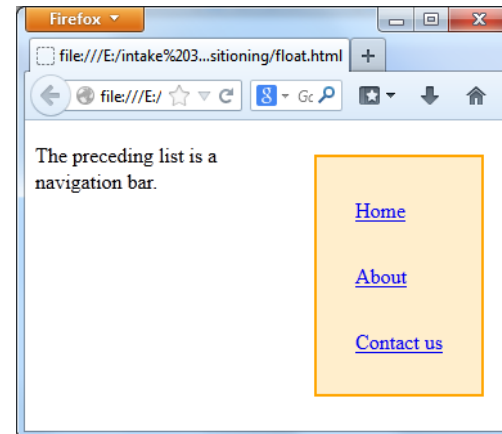 Firefox
file:///E:/intake%203...sitioning/float.html
file:///E:/
8 Gc
The preceding list is a
navigation bar.
Home
About
Contact us